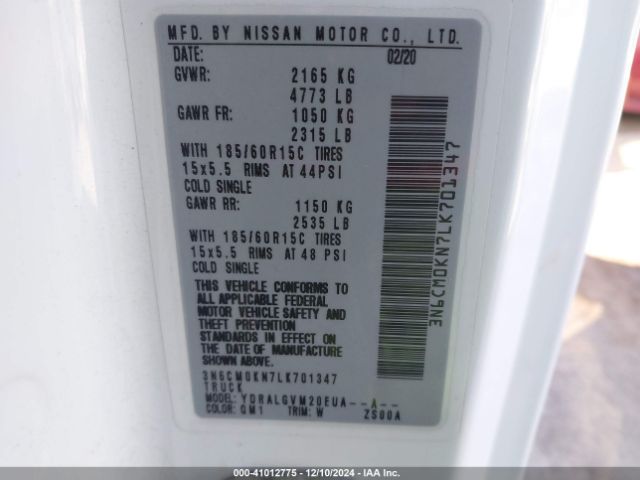 MFD. BY NISSAN MOTOR CO., LTD.
DATE: 02/20
GVWR: 2165 KG
4773 LB
GAWR FR: 1050 KG
2315 LB
WITH 185/60R15C TIRES
15x5.5 RIMS AT 44PSI
COLD SINGLE
GAWR RR: 1150 KG
2535 LB
WITH 185/60R15C TIRES
15x5.5 RIMS AT 48 PSI
COLD SINGLE
THIS VEHICLE CONFORMS TO
ALL APPLICABLE FEDERAL
MOTOR VEHICLE SAFETY AND
THEFT PREVENTION
STANDARDS IN EFFECT ON
THE DATE OF MANUFACTURE
SHOWN ABOVE.
3N6CM0KN7LK701347
TRUCK
MODEL: YDRALGVM20EUA--A--
COLOR: QM1 TRIM: W ZS00A
3N6CM0KN7LK701347
000-41012775 - 12/10/2024 - IAAS